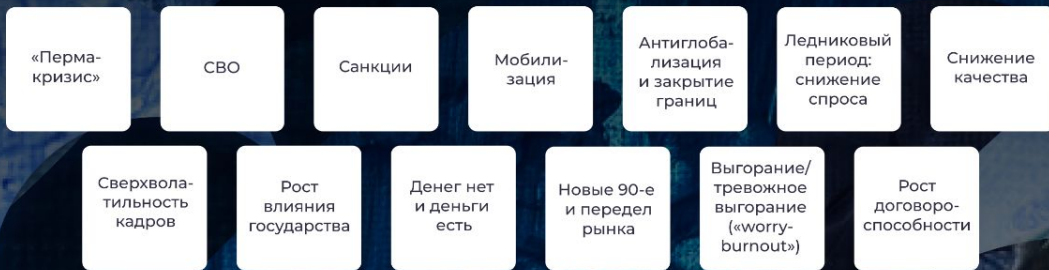 «Перма-
кризис»
СВО
Санкции
Мобили-
зация
Антиглоба-
лизация
и закрытие
границ
Ледниковый
период:
снижение
спроса
Снижение
качества
Сверхвола-
тильность
кадров
Рост
влияния
государства
Денег нет
и деньги
есть
Новые 90-е
и передел
рынка
Выгорание/
тревожное
выгорание
(«worry-
burnout»)
Рост
договоро-
способности